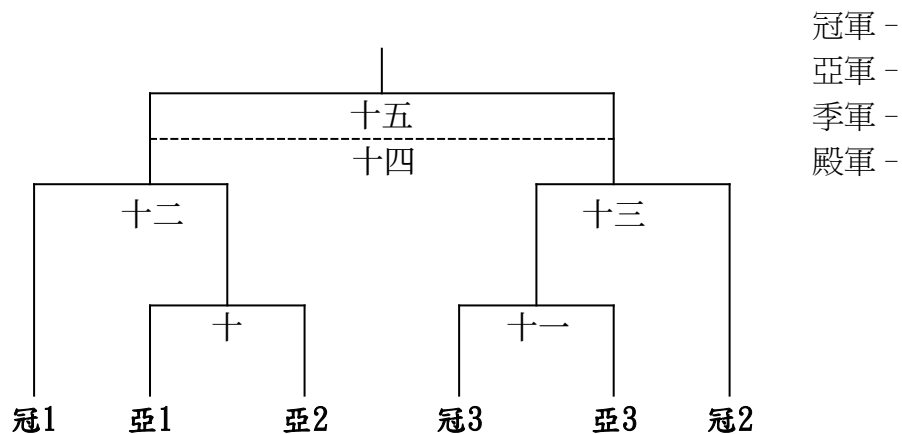 冠軍－
亞軍－
季軍－
殿軍－
十五
十四
十二 十三
十 十一
冠1 亞1 亞2 冠3 亞3 冠2